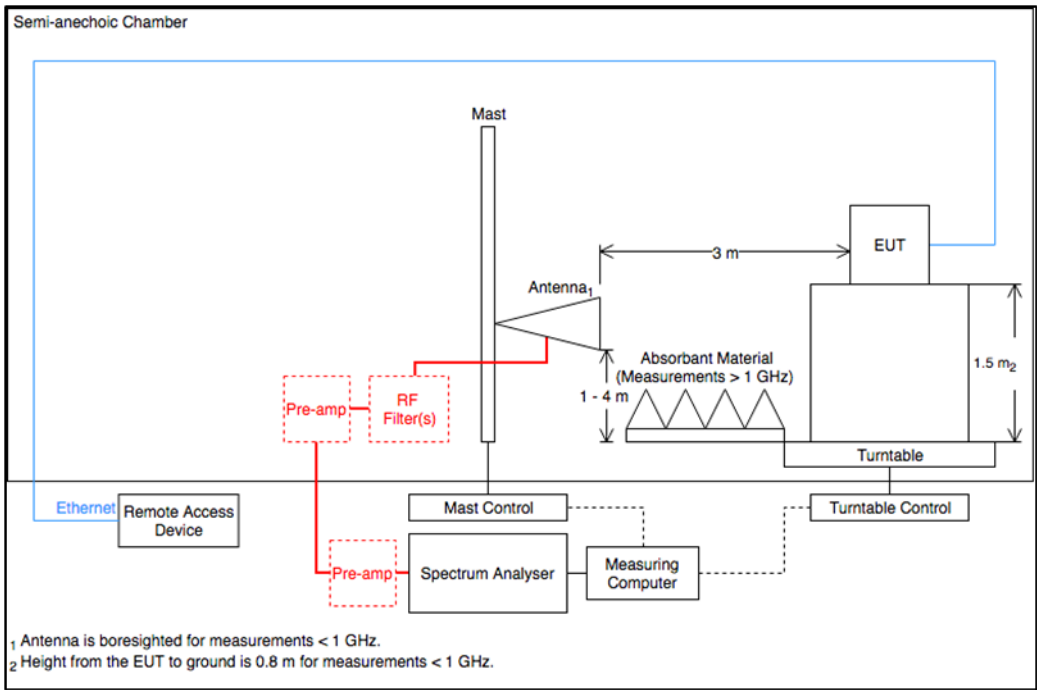 Semi-anechoic Chamber
Mast
EUT
3 m
Antenna1
Absorbant Material
(Measurements > 1 GHz)
1.5 m2
1 - 4 m
RF
Filter(s)
Pre-amp
Turntable
Ethernet
Remote Access
Device
Mast Control
Turntable Control
Pre-amp
Spectrum Analyser
Measuring
Computer
1 Antenna is boresighted for measurements < 1 GHz.
2 Height from the EUT to ground is 0.8 m for measurements < 1 GHz.